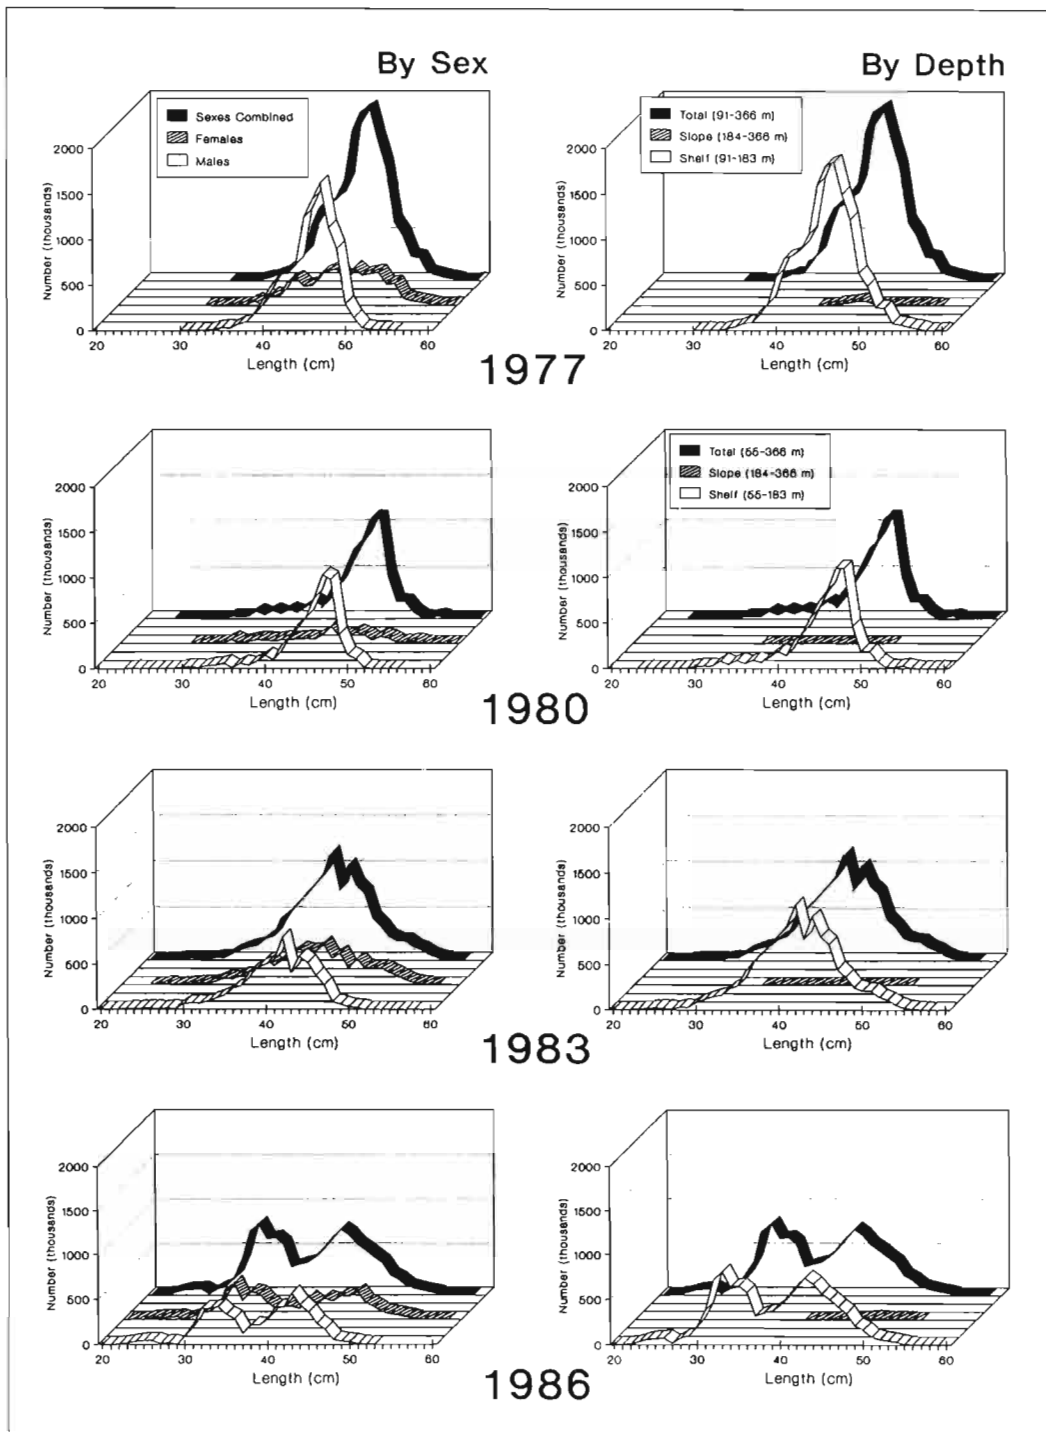 By Sex
By Depth
Sexes Combined
Females
Males
Total (91-366 m)
Slope (184-366 m)
Shelf (91-183 m)
Number (thousands)
2000
1500
1000
500
0
20 30 40 50 60
Length (cm)
Number (thousands)
2000
1500
1000
500
0
20 30 40 50 60
Length (cm)
1977
Total (55-366 m)
Slope (184-366 m)
Shelf (55-183 m)
Number (thousands)
2000
1500
1000
500
0
20 30 40 50 60
Length (cm)
Number (thousands)
2000
1500
1000
500
0
20 30 40 50 60
Length (cm)
1980
Number (thousands)
2000
1500
1000
500
0
20 30 40 50 60
Length (cm)
Number (thousands)
2000
1500
1000
500
0
20 30 40 50 60
Length (cm)
1983
Number (thousands)
2000
1500
1000
500
0
20 30 40 50 60
Length (cm)
Number (thousands)
2000
1500
1000
500
0
20 30 40 50 60
Length (cm)
1986